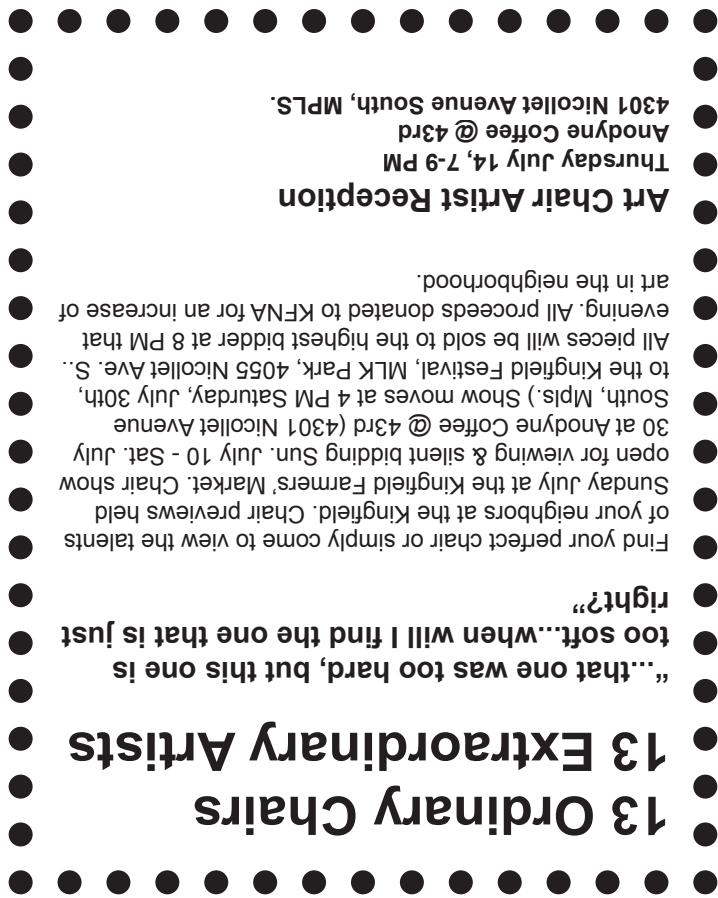 13 Ordinary Chairs
13 Extraordinary Artists
“...that one was too hard, but this one is
too soft...when will I find the one that is just
right?”
Find your perfect chair or simply come to view the talents
of your neighbors at the Kingfield. Chair previews held
Sunday July at the Kingfield Farmers’ Market. Chair show
open for viewing & silent bidding Sun. July 10 - Sat. July
30 at Anodyne Coffee @ 43rd (4301 Nicollet Avenue
South, Mpls.) Show moves at 4 PM Saturday, July 30th,
to the Kingfield Festival, MLK Park, 4055 Nicollet Ave. S..
All pieces will be sold to the highest bidder at 8 PM that
evening. All proceeds donated to KFNA for an increase of
art in the neighborhood.
Art Chair Artist Reception
Thursday July 14, 7-9 PM
Anodyne Coffee @ 43rd
4301 Nicollet Avenue South, MPLS.